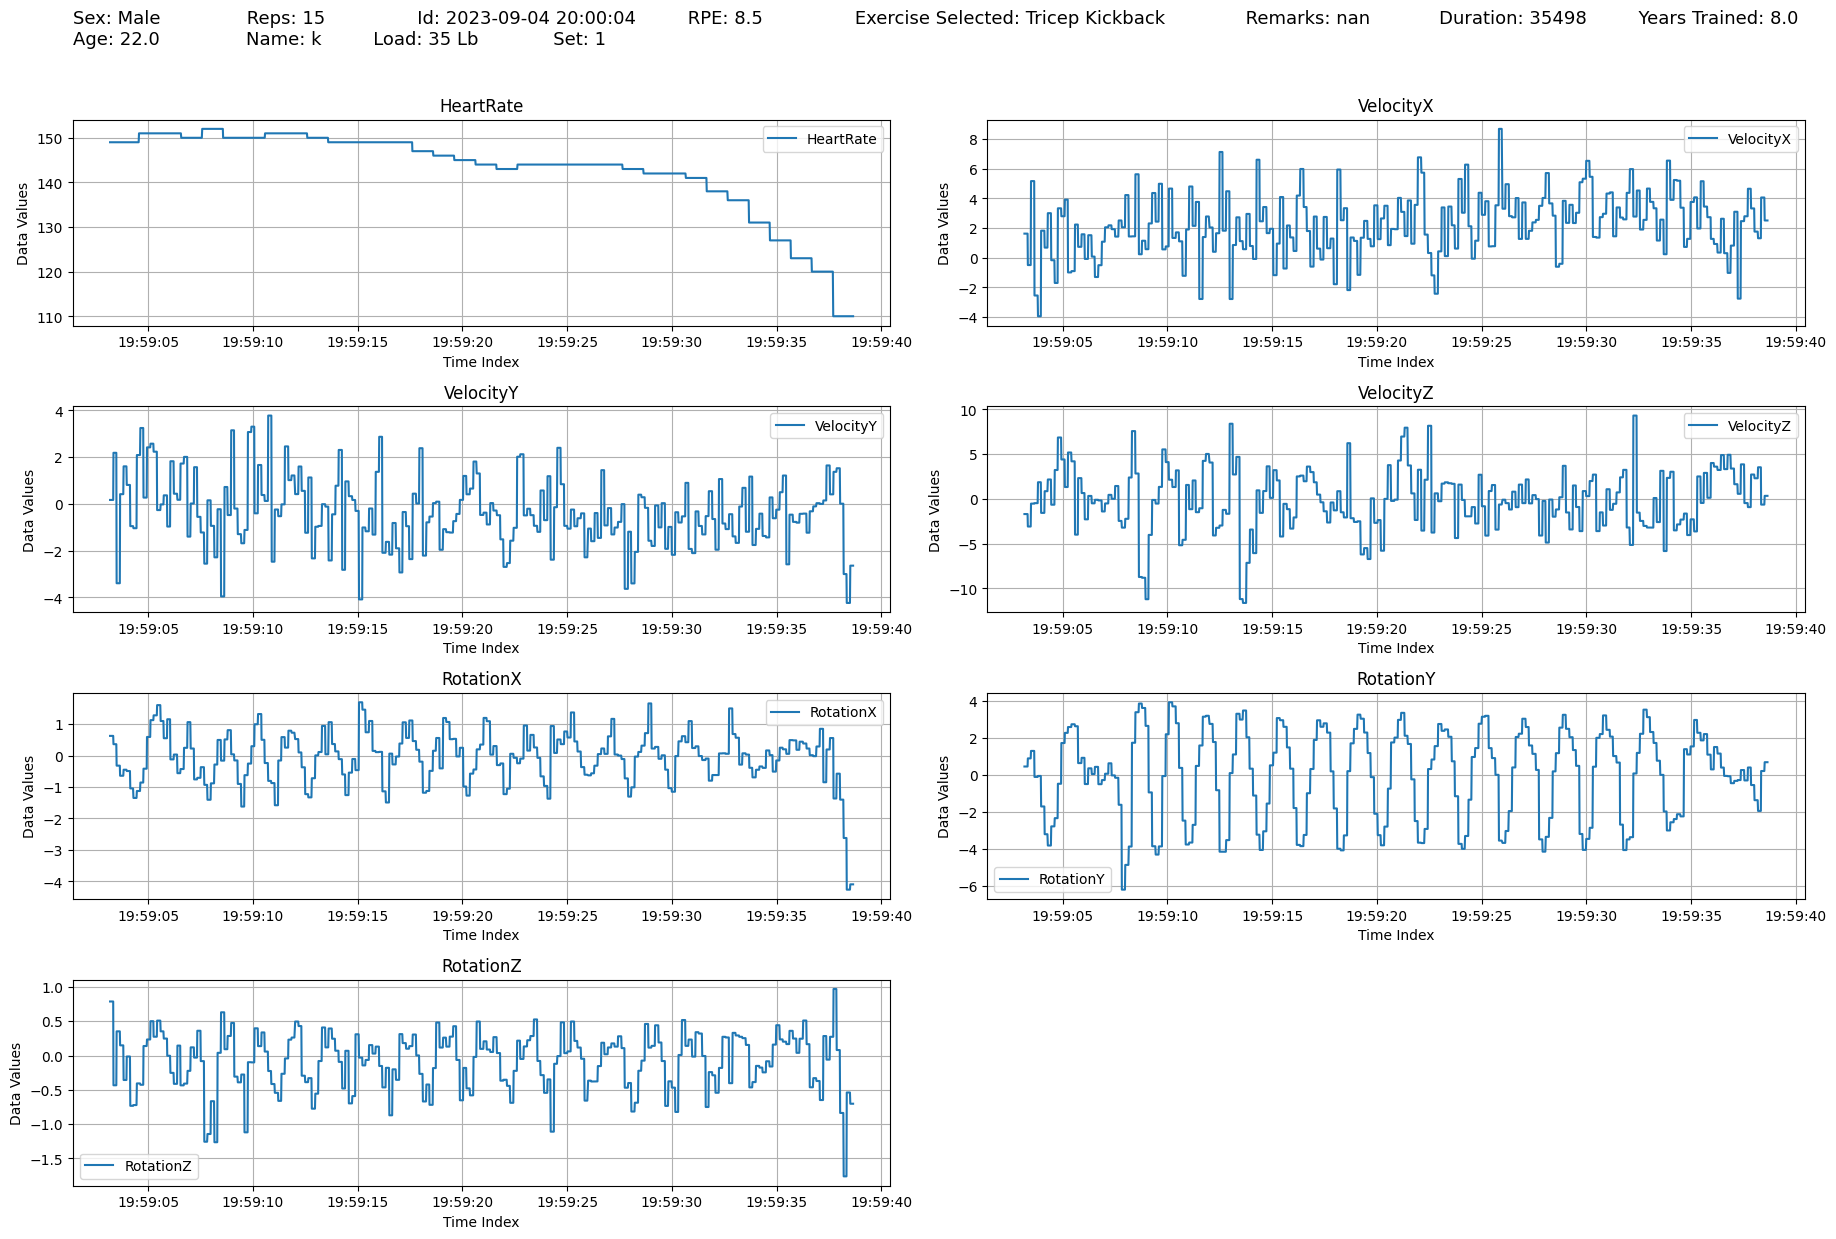 Sex: Male Reps: 15 Id: 2023-09-04 20:00:04 RPE: 8.5 Exercise Selected: Tricep Kickback Remarks: nan Duration: 35498 Years Trained: 8.0
Age: 22.0 Name: k Load: 35 Lb Set: 1
HeartRate
HeartRate
Data Values
150
140
130
120
110
19:59:05 19:59:10 19:59:15 19:59:20 19:59:25 19:59:30 19:59:35 19:59:40
Time Index
VelocityX
VelocityX
Data Values
8
6
4
2
0
−2
−4
19:59:05 19:59:10 19:59:15 19:59:20 19:59:25 19:59:30 19:59:35 19:59:40
Time Index
VelocityY
VelocityY
Data Values
4
2
0
−2
−4
19:59:05 19:59:10 19:59:15 19:59:20 19:59:25 19:59:30 19:59:35 19:59:40
Time Index
VelocityZ
VelocityZ
Data Values
10
5
0
−5
−10
19:59:05 19:59:10 19:59:15 19:59:20 19:59:25 19:59:30 19:59:35 19:59:40
Time Index
RotationX
RotationX
Data Values
1
0
−1
−2
−3
−4
19:59:05 19:59:10 19:59:15 19:59:20 19:59:25 19:59:30 19:59:35 19:59:40
Time Index
RotationY
Data Values
4
2
0
−2
−4
−6
RotationY
19:59:05 19:59:10 19:59:15 19:59:20 19:59:25 19:59:30 19:59:35 19:59:40
Time Index
RotationZ
Data Values
1.0
0.5
0.0
−0.5
−1.0
−1.5
RotationZ
19:59:05 19:59:10 19:59:15 19:59:20 19:59:25 19:59:30 19:59:35 19:59:40
Time Index